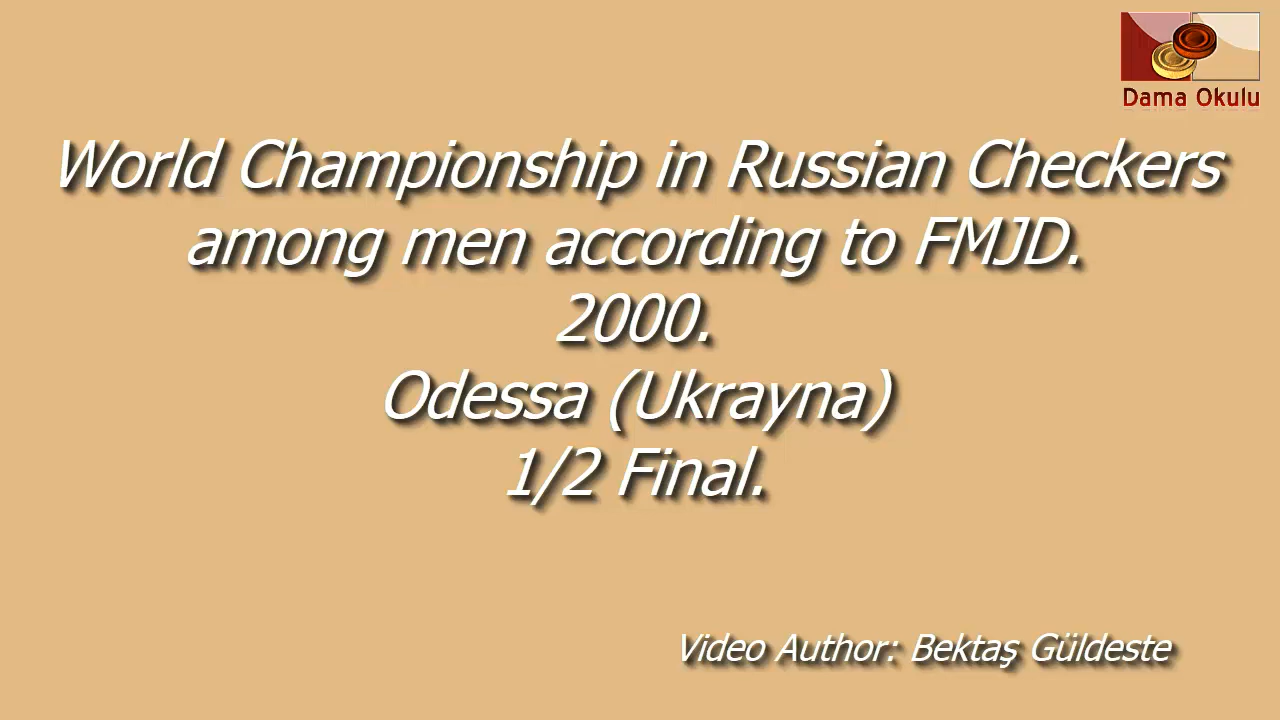 Dama Okulu
World Championship in Russian Checkers
among men according to FMJD.
2000.
Odessa (Ukrayna)
1/2 Final.
Video Author: Bektaş Güldeste